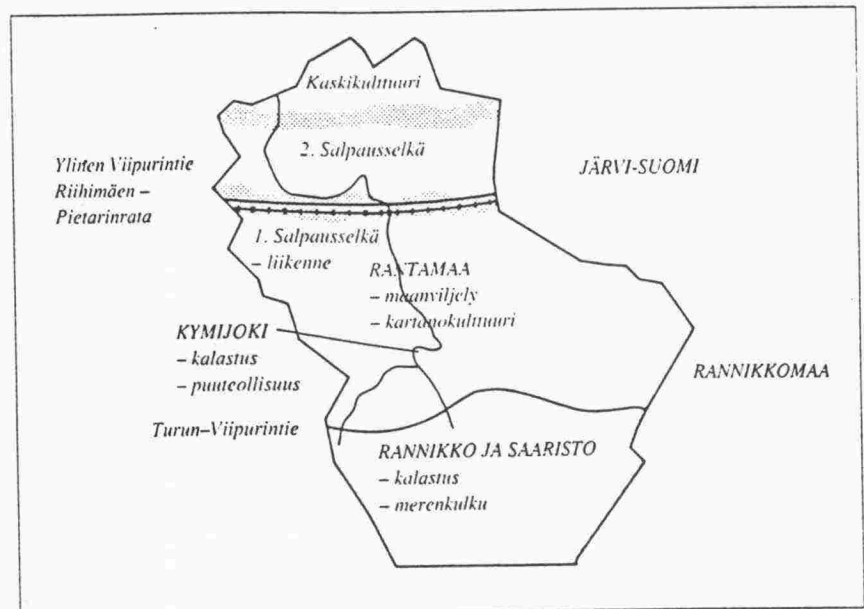 Kaskikulttuuri
2. Salpausselkä
JÄRVI-SUOMI
Ylinen Viipurintie
Riihimäen –
Pietarinrata
1. Salpausselkä
– liikenne
RANTAMAA
– maanviljely
– kartanokulttuuri
KYMIJOKI
– kalastus
– puuteollisuus
RANNIKKOMAA
Turun–Viipurintie
RANNIKKO JA SAARISTO
– kalastus
– merenkulku